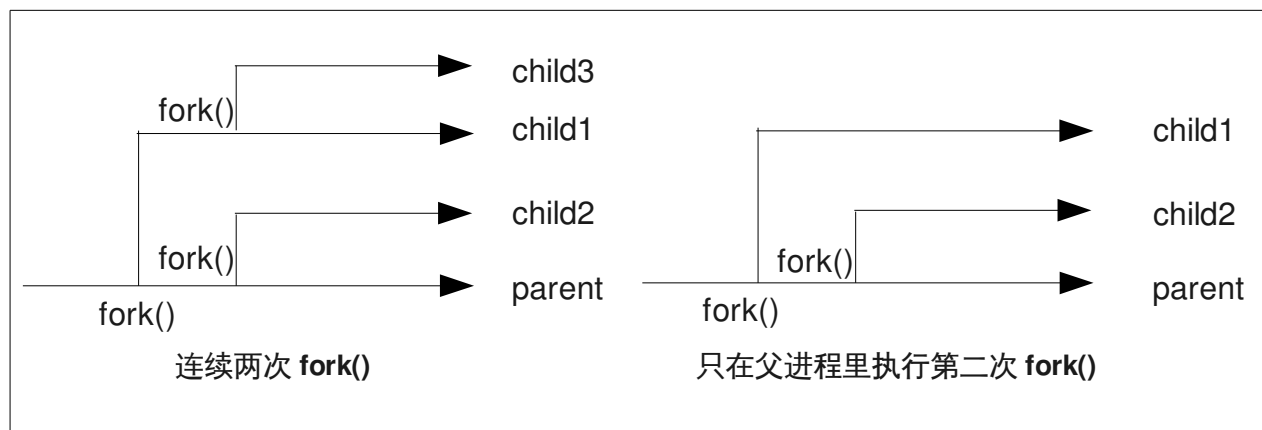 child3
fork()
child1
child2
fork()
parent
fork()
连续两次 fork()
child1
child2
fork()
parent
fork()
只在父进程里执行第二次 fork()